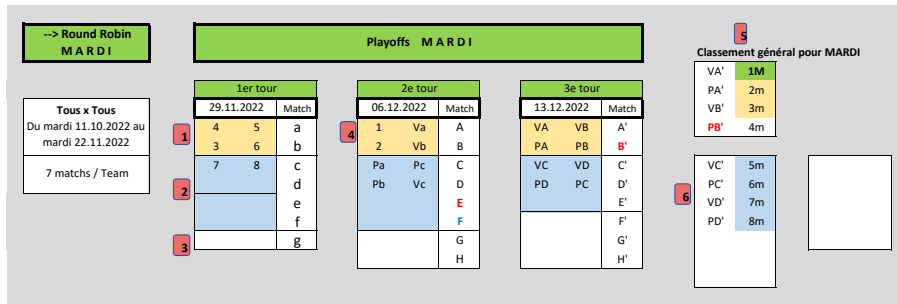 --> Round Robin
M A R D I
Playoffs M A R D I
5
Classement général pour MARDI
VA' 1M
PA' 2m
VB' 3m
PB' 4m
Tous x Tous
Du mardi 11.10.2022 au
mardi 22.11.2022
7 matchs / Team
1er tour
29.11.2022 Match
1
4 5 a
3 6 b
7 8 c
2
d
e
f
3
g
2e tour
06.12.2022 Match
4
1 Va A
2 Vb B
Pa Pc C
Pb Vc D
E
F
G
H
3e tour
13.12.2022 Match
VA VB A'
PA PB B'
VC VD C'
PD PC D'
E'
F'
G'
H'
6
VC' 5m
PC' 6m
VD' 7m
PD' 8m